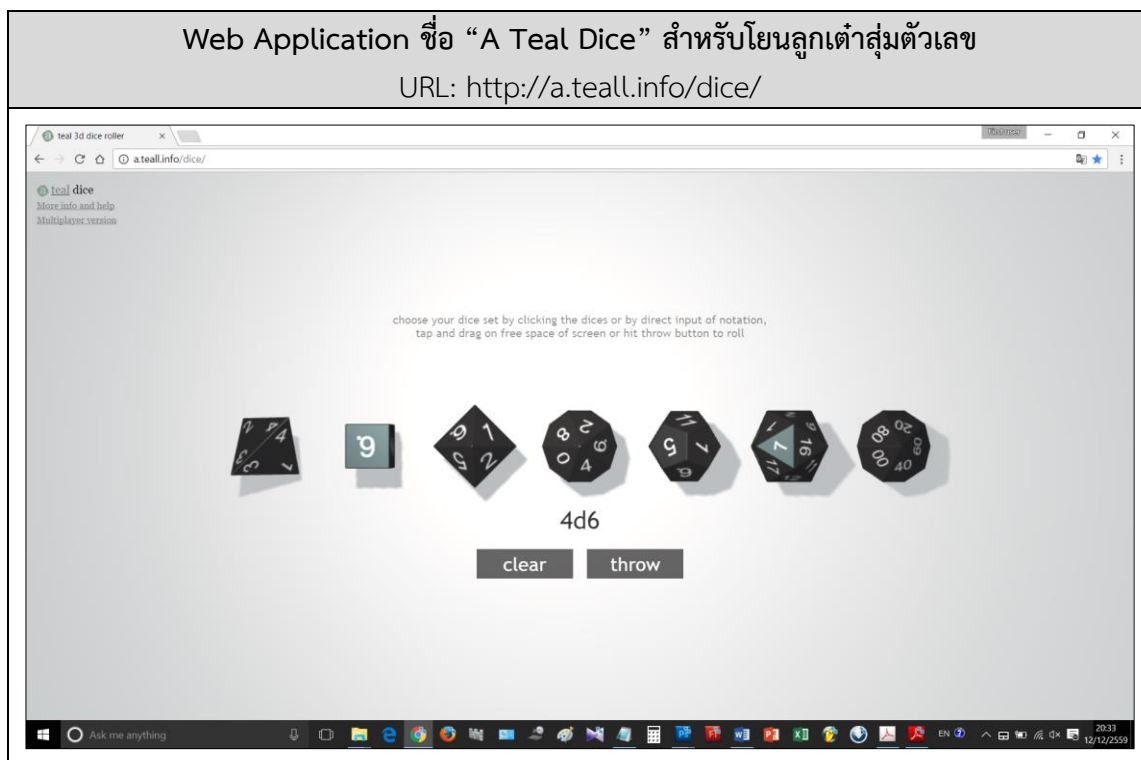 Web Application ชื่อ “A Teal Dice” สำหรับโยนลูกเต๋าสุ่มตัวเลข
URL: http://a.teall.info/dice/
teal 3d dice roller
a.teall.info/dice/
teal dice
More info and help
Multiplayer version
choose your dice set by clicking the dices or by direct input of notation,
tap and drag on free space of screen or hit throw button to roll
4d6
clear throw
Ask me anything
EN
20:33
12/12/2559